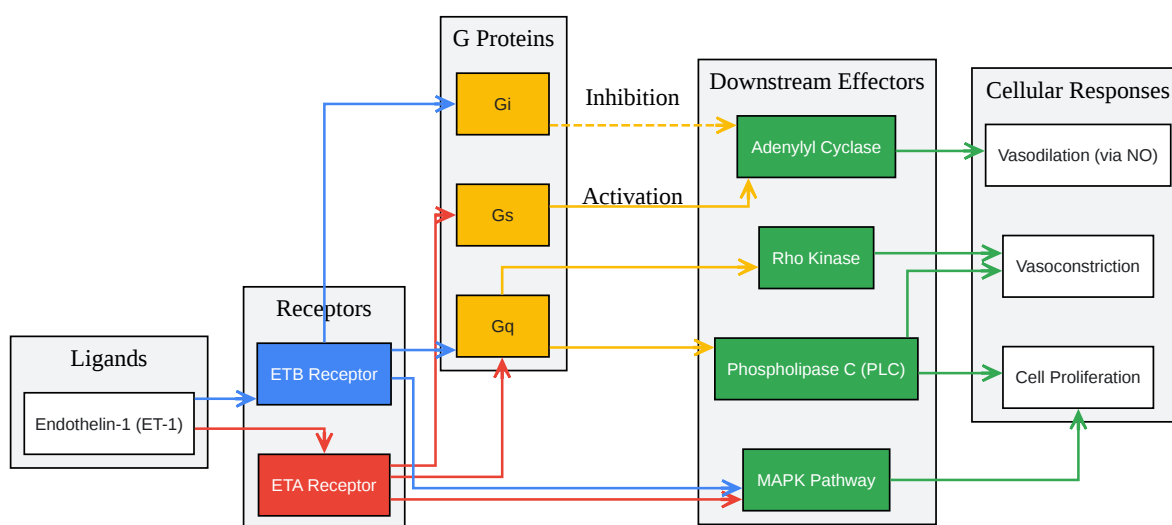 Ligands
Endothelin-1 (ET-1)
Receptors
ETB Receptor
ETA Receptor
G Proteins
Gi
Gs
Gq
Inhibition
Activation
Downstream Effectors
Adenylyl Cyclase
Rho Kinase
Phospholipase C (PLC)
MAPK Pathway
Cellular Responses
Vasodilation (via NO)
Vasoconstriction
Cell Proliferation